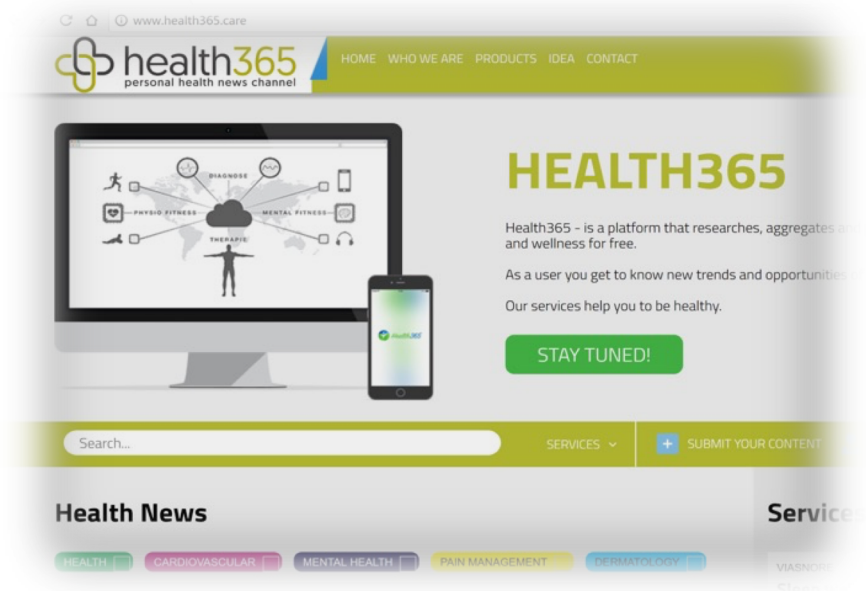 www.health365.care
health365
personal health news channel
HOME WHO WE ARE PRODUCTS IDEA CONTACT
DIAGNOSE
PHYSIO FITNESS
MENTAL FITNESS
THERAPIE
Health365
HEALTH365
Health365 - is a platform that researches, aggregates
and wellness for free.
As a user you get to know new trends and opportunities
Our services help you to be healthy.
STAY TUNED!
Search...
SERVICES
+ SUBMIT YOUR CONTENT
Health News
Services
HEALTH
CARDIOVASCULAR
MENTAL HEALTH
PAIN MANAGEMENT
DERMATOLOGY